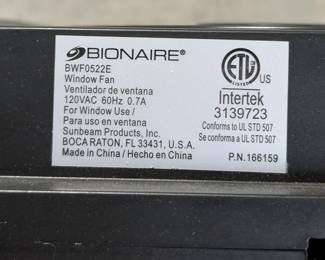 BIONAIRE®
BWF0522E
Window Fan
Ventilador de ventana
120VAC 60Hz 0.7A
For Window Use /
Para uso en ventana
Sunbeam Products, Inc.
BOCA RATON, FL 33431, U.S.A.
Made in China / Hecho en China
ETL
LISTED
US
Intertek
3139723
Conforms to UL STD 507
Se conforma a UL STD 507
P.N.166159